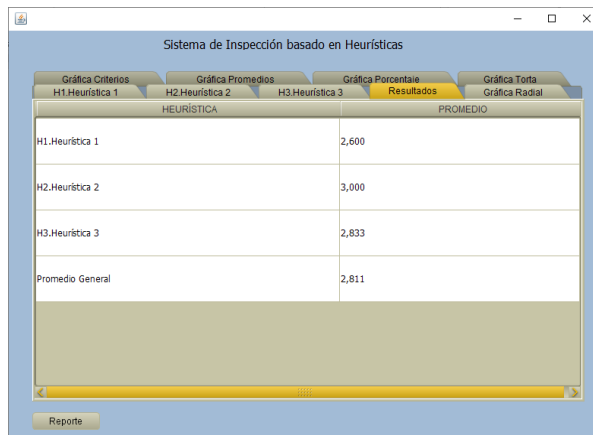 Sistema de Inspección basado en Heurísticas
Gráfica Criterios Gráfica Promedios Gráfica Porcentaje Gráfica Torta
H1.Heurística 1 H2.Heurística 2 H3.Heurística 3 Resultados Gráfica Radial
HEURÍSTICA PROMEDIO
H1.Heurística 1 2,600
H2.Heurística 2 3,000
H3.Heurística 3 2,833
Promedio General 2,811
Reporte